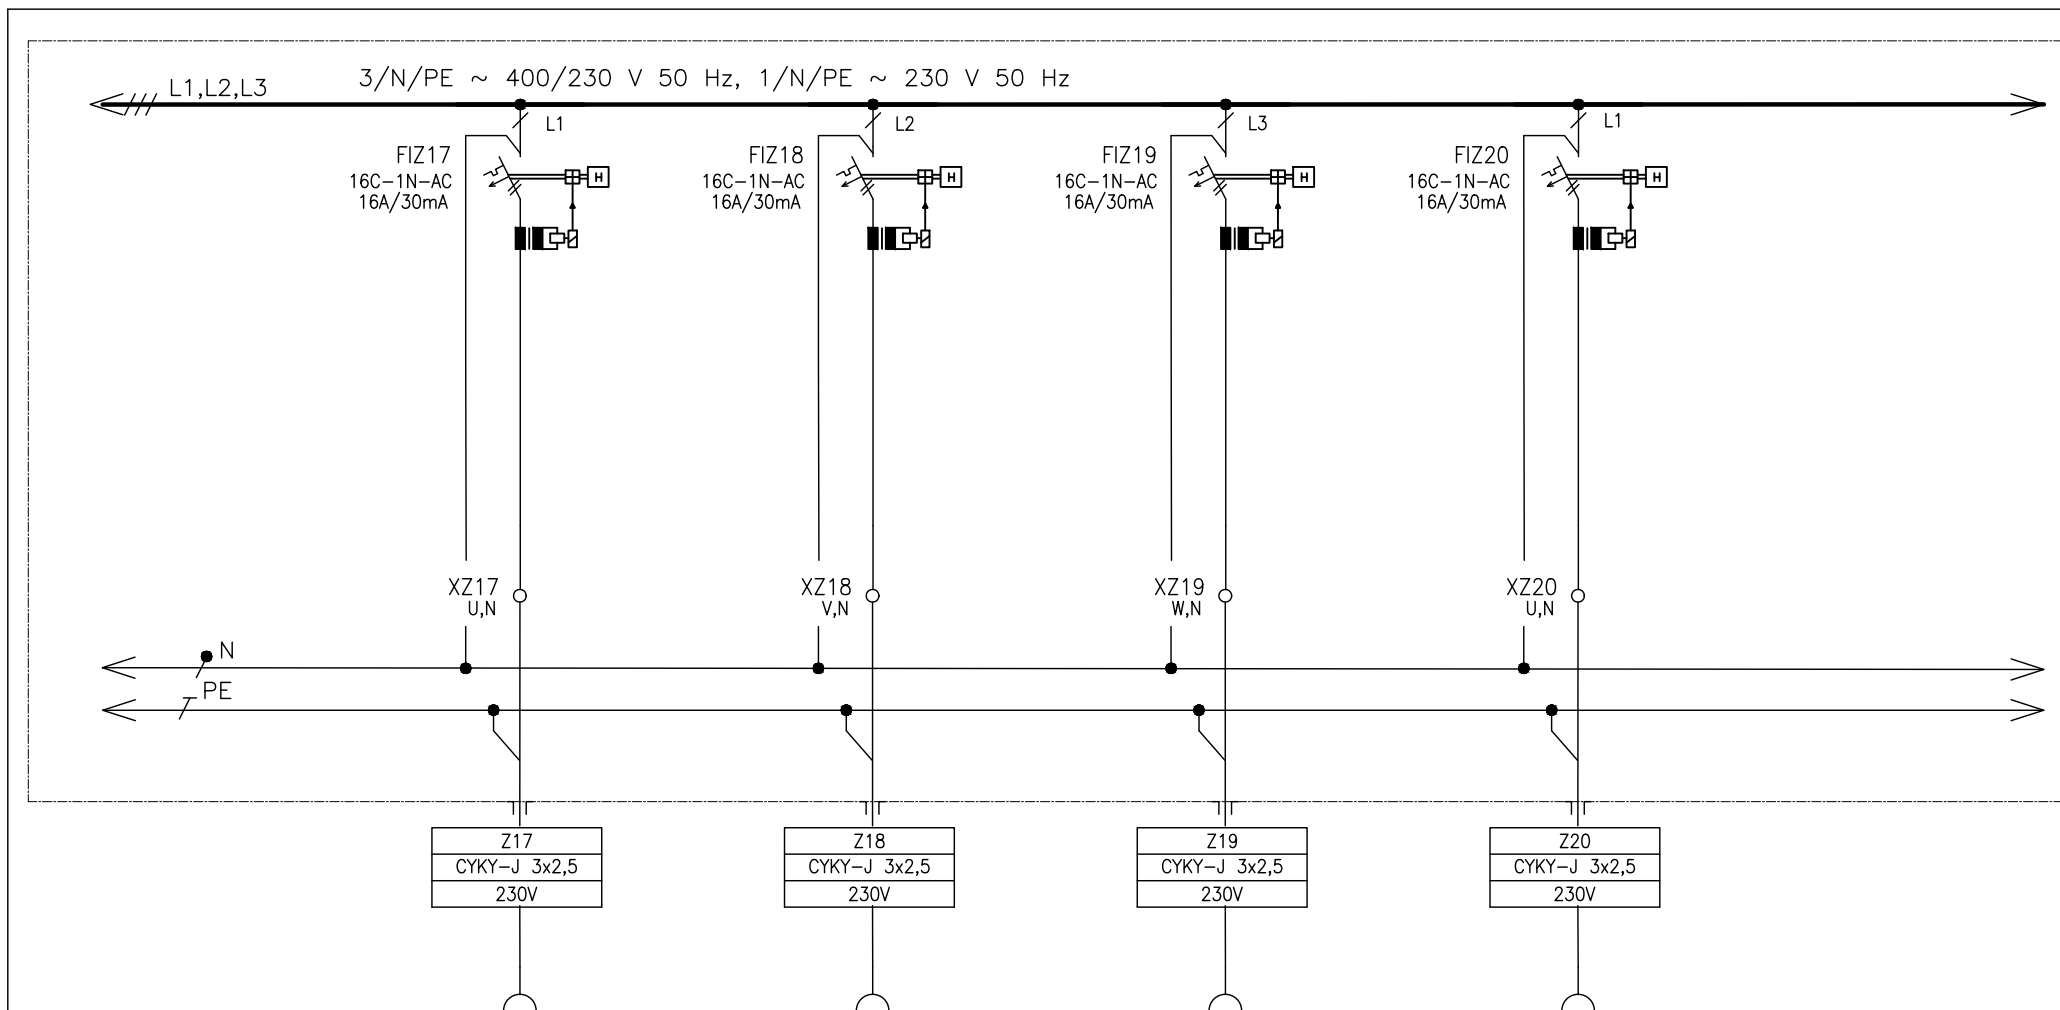 3/N/PE ~ 400/230 V 50 Hz, 1/N/PE ~ 230 V 50 Hz
L1,L2,L3
L1
L2
L3
L1
FIZ17
16C-1N-AC
16A/30mA
H
FIZ18
16C-1N-AC
16A/30mA
H
FIZ19
16C-1N-AC
16A/30mA
H
FIZ20
16C-1N-AC
16A/30mA
H
XZ17
U,N
XZ18
V,N
XZ19
W,N
XZ20
U,N
N
PE
Z17
CYKY-J 3x2,5
230V
Z18
CYKY-J 3x2,5
230V
Z19
CYKY-J 3x2,5
230V
Z20
CYKY-J 3x2,5
230V